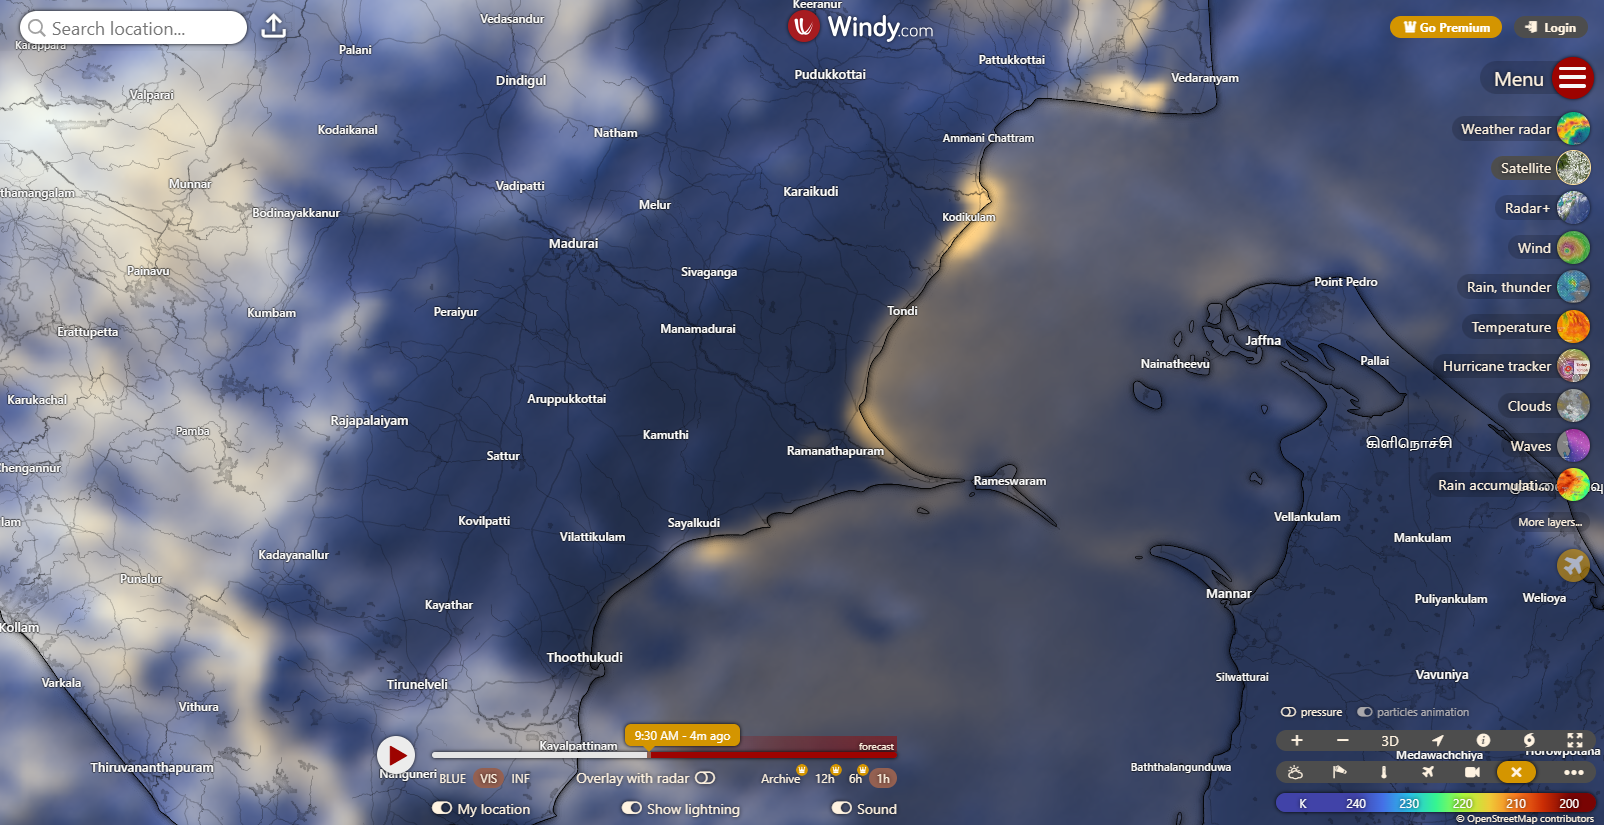 Search location...
Windy.com
Go Premium
Login
Menu
Weather radar
Satellite
Radar+
Wind
Rain, thunder
Temperature
Hurricane tracker
Clouds
Waves
Rain accumulati...
More layers...
Keeranur
Vedasandur
Karappara
Palani
Pattukkottai
Pudukkottai
Dindigul
Vedaranyam
Valparai
Kodaikanal
Natham
Ammani Chattram
Munnar
thamangalam
Vadipatti
Karaikudi
Melur
Bodinayakkanur
Kodikulam
Madurai
Painavu
Sivaganga
Point Pedro
Kumbam
Peraiyur
Tondi
Erattupetta
Manamadurai
Jaffna
Nainatheevu
Pallai
Karukachal
Aruppukkottai
Rajapalaiyam
Pamba
Kamuthi
கிளிநொச்சி
Ramanathapuram
Sattur
Chengannur
Rameswaram
Vellankulam
Kovilpatti
Sayalkudi
Vilattikulam
Mankulam
Kadayanallur
Punalur
Mannar
Puliyankulam
Welioya
Kayathar
Kollam
Thoothukudi
Vavuniya
Silwatturai
Varkala
Tirunelveli
Vithura
Kayalpattinam
Thiruvananthapuram
Nanguneri
Baththalangunduwa
Medawachchiya
Horowpotana
9:30 AM - 4m ago
forecast
BLUE VIS INF
Overlay with radar
Archive 12h 6h 1h
My location
Show lightning
Sound
pressure
particles animation
3D
K 240 230 220 210 200
© OpenStreetMap contributors